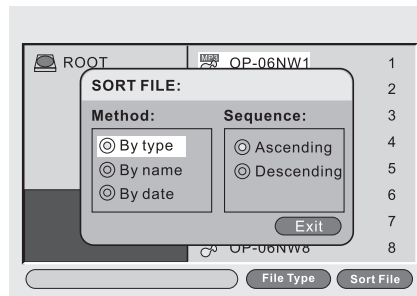 ROOT
MP3 OP-06NW1 1
SORT FILE: 2
Method: Sequence: 3
By type Ascending 4
By name Descending 5
By date 6
Exit 7
OP-06NW8 8
File Type Sort File